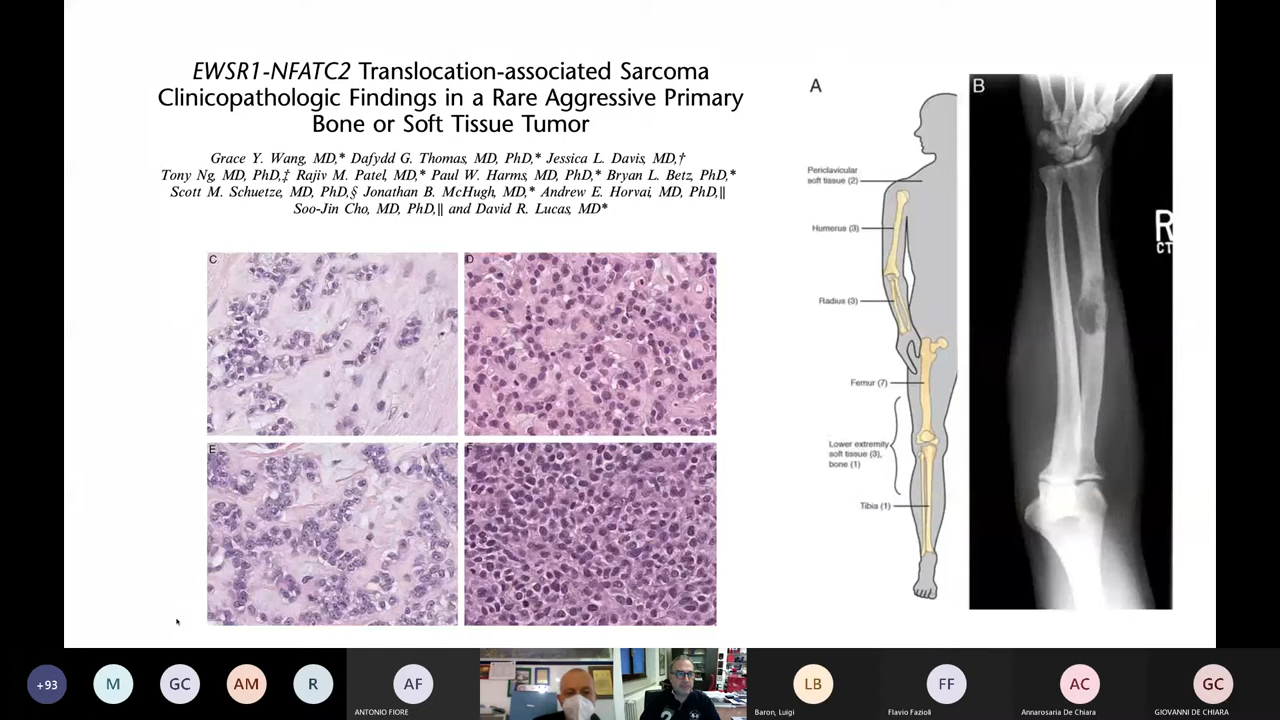 EWSR1-NFATC2 Translocation-associated Sarcoma
Clinicopathologic Findings in a Rare Aggressive Primary
Bone or Soft Tissue Tumor
Grace Y. Wang, MD,* Dafydd G. Thomas, MD, PhD,* Jessica L. Davis, MD,†
Tony Ng, MD, PhD,‡ Rajiv M. Patel, MD,* Paul W. Harms, MD, PhD,* Bryan L. Betz, PhD,*
Scott M. Schuetze, MD, PhD,§ Jonathan B. McHugh, MD,* Andrew E. Horvai, MD, PhD,‖
Soo-Jin Cho, MD, PhD,‖ and David R. Lucas, MD*
C
D
E
F
A
Periclavicular
soft tissue (2)
Humerus (3)
Radius (3)
Femur (7)
Lower extremity
soft tissue (3),
bone (1)
Tibia (1)
B
R
CT
+93
M
GC
AM
R
AF
ANTONIO FIORE
LB
Baron, Luigi
FF
Flavio Fazioli
AC
Annarosaria De Chiara
GC
GIOVANNI DE CHIARA